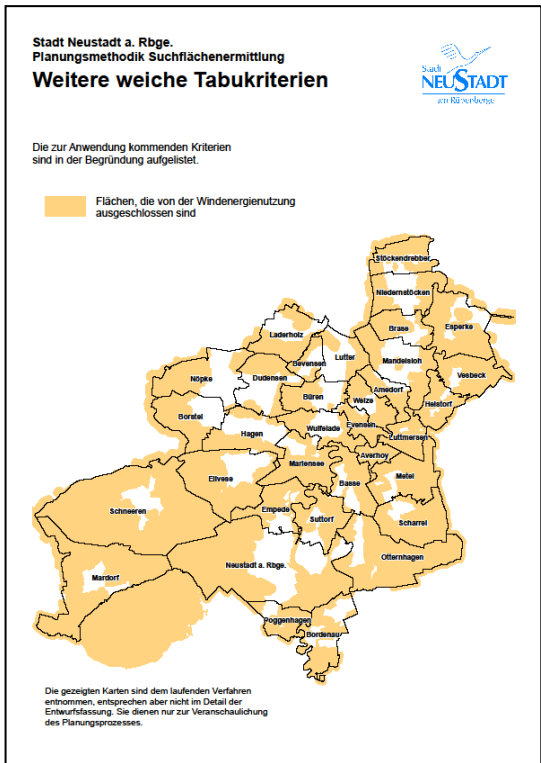 Stadt Neustadt a. Rbge.
Planungsmethodik Suchflächenermittlung
Weitere weiche Tabukriterien
Stadt
NEUSTADT
am Rübenberge
Die zur Anwendung kommenden Kriterien
sind in der Begründung aufgelistet.
Flächen, die von der Windenergienutzung
ausgeschlossen sind
Stöckendrebber
Niedernstöcken
Brase
Esperke
Laderholz
Lutter
Bevensen
Mandelsloh
Vesbeck
Nöpke
Dudensen
Amedorf
Büren
Welze
Helstorf
Borstel
Hagen
Wulfelade
Evensen
Luttmersen
Averhoy
Mariensee
Eilvese
Basse
Metel
Schneeren
Empede
Suttorf
Scharrel
Otternhagen
Neustadt a. Rbge.
Mardorf
Poggenhagen
Bordenau
Die gezeigten Karten sind dem laufenden Verfahren
entnommen, entsprechen aber nicht im Detail der
Entwurfsfassung. Sie dienen nur zur Veranschaulichung
des Planungsprozesses.